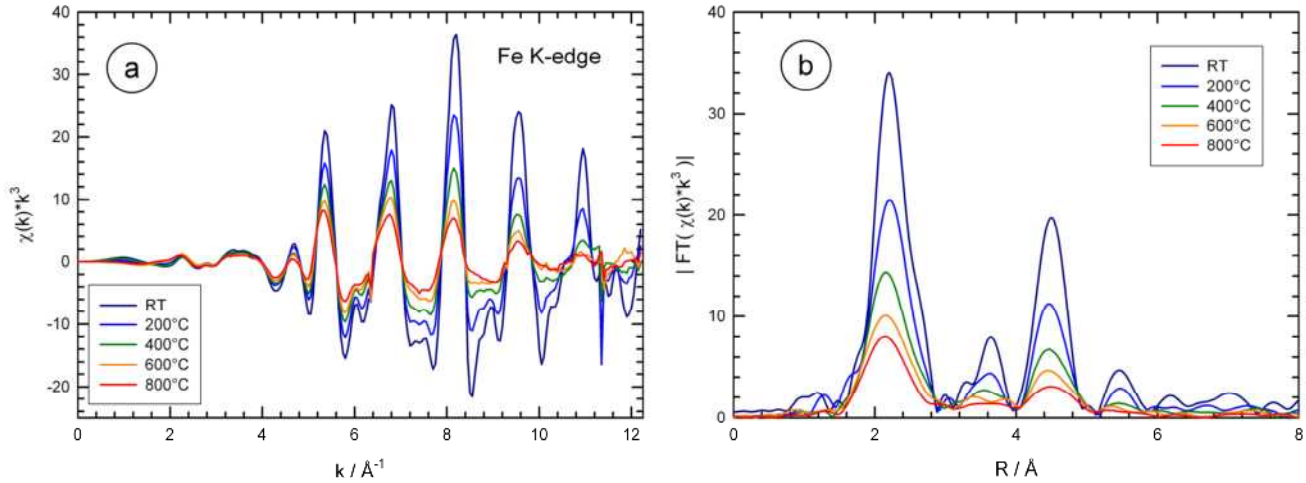 a
Fe K-edge
40
30
20
10
0
-10
-20
χ(k)*k³
RT
200°C
400°C
600°C
800°C
0
2
4
6
8
10
12
k / Å⁻¹
b
RT
200°C
400°C
600°C
800°C
40
30
20
10
0
| FT( χ(k)*k³ )|
0
2
4
6
8
R / Å